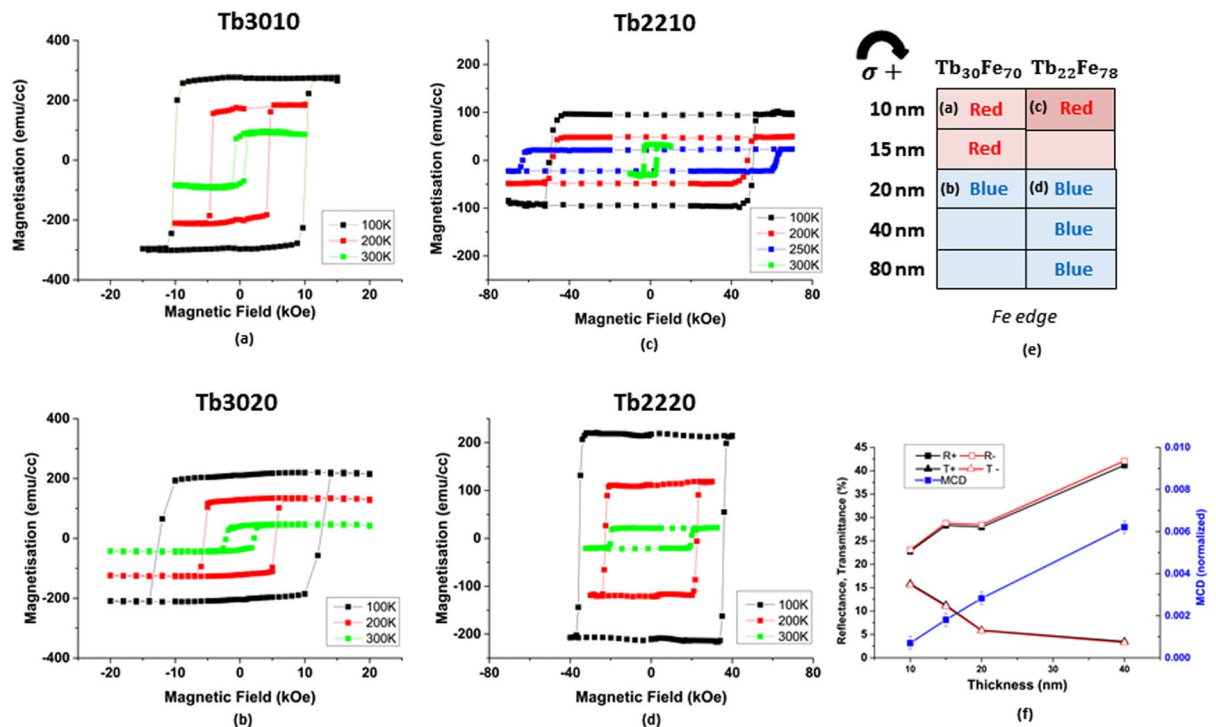 Tb3010
Magnetisation (emu/cc)
400
200
0
-200
-400
-20
-10
0
10
20
100K
200K
300K
Magnetic Field (kOe)
(a)
Tb2210
Magnetisation (emu/cc)
200
100
0
-100
-200
-80
-40
0
40
80
100K
200K
250K
300K
Magnetic Field (kOe)
(c)
σ +
Tb30Fe70
Tb22Fe78
10 nm
(a)
Red
(c)
Red
15 nm
Red
20 nm
(b)
Blue
(d)
Blue
40 nm
Blue
80 nm
Blue
Fe edge
(e)
Tb3020
Magnetisation (emu/cc)
400
200
0
-200
-400
-20
-10
0
10
20
100K
200K
300K
Magnetic Field (kOe)
(b)
Tb2220
Magnetisation (emu/cc)
200
100
0
-100
-200
-80
-40
0
40
80
100K
200K
300K
Magnetic Field (kOe)
(d)
Reflectance, Transmittance (%)
45
40
35
30
25
20
15
10
5
0
R+
R-
T+
T -
MCD
0.010
0.008
0.006
0.004
0.002
0.000
MCD (normalized)
10
20
30
40
Thickness (nm)
(f)